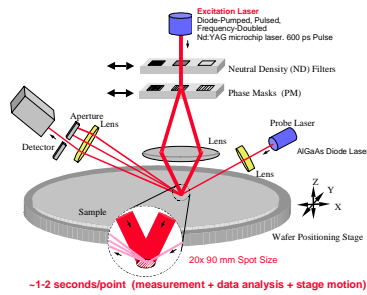 Excitation Laser
Diode-Pumped, Pulsed,
Frequency-Doubled
Nd:YAG microchip laser. 600 ps Pulse
Neutral Density (ND) Filters
Phase Masks (PM)
Aperture
Lens
Detector
Lens
Probe Laser
AlGaAs Diode Laser
Lens
Z
Y
X
Sample
Wafer Positioning Stage
20x 90 mm Spot Size
~1-2 seconds/point (measurement + data analysis + stage motion)